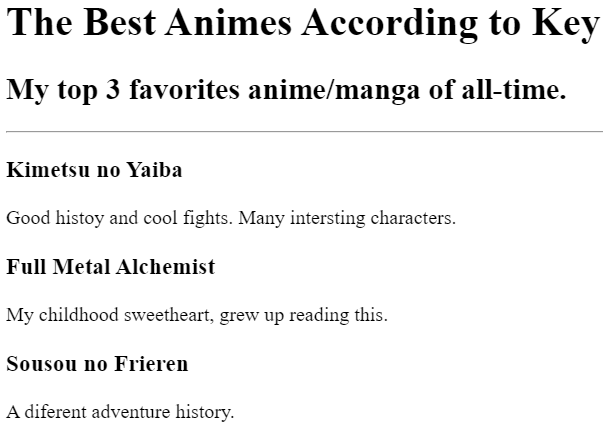 The Best Animes According to Key
My top 3 favorites anime/manga of all-time.
Kimetsu no Yaiba
Good histoy and cool fights. Many intersting characters.
Full Metal Alchemist
My childhood sweetheart, grew up reading this.
Sousou no Frieren
A diferent adventure history.